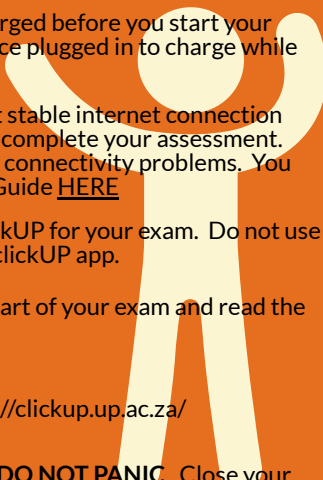 rged before you start your
ce plugged in to charge while
t stable internet connection
complete your assessment.
connectivity problems.  You
Guide HERE
kUP for your exam.  Do not use
clickUP app.
art of your exam and read the
//clickup.up.ac.za/
DO NOT PANIC.  Close your